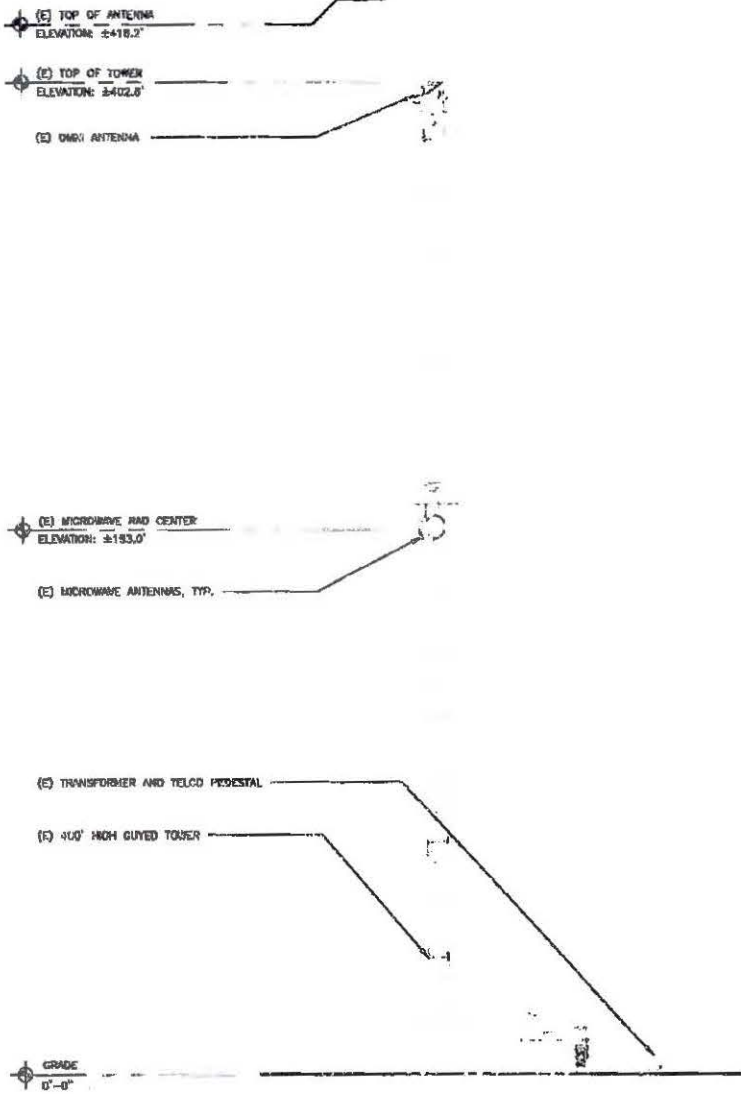 (E) TOP OF ANTENNA
ELEVATION: ±418.2'
(E) TOP OF TOWER
ELEVATION: ±402.8'
(E) OMNI ANTENNA
(E) MICROWAVE RAD CENTER
ELEVATION: ±193.0'
(E) MICROWAVE ANTENNAS, TYP.
(E) TRANSFORMER AND TELCO PEDESTAL
(E) 400' HIGH GUYED TOWER
GRADE
0'-0"